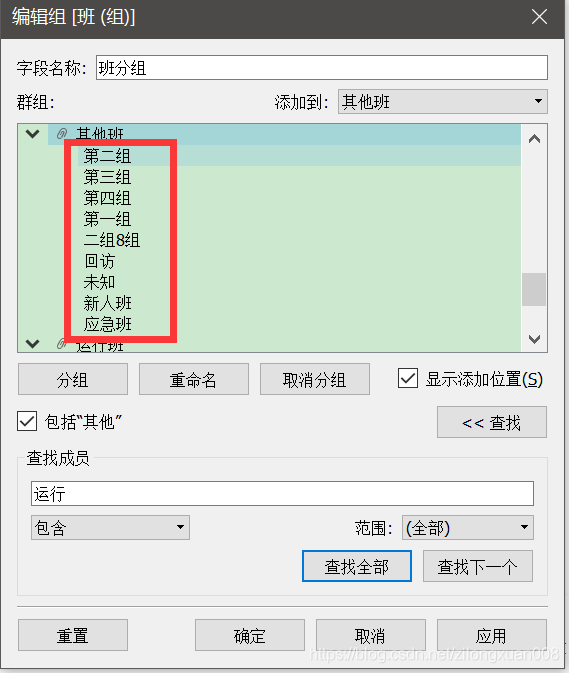 编辑组 [班 (组)]
字段名称： 班分组
群组： 添加到： 其他班
其他班
第二组
第三组
第四组
第一组
二组8组
回访
未知
新人班
应急班
运行班
分组 重命名 取消分组 显示添加位置(S)
包括“其他” << 查找
查找成员
运行
包含 范围： (全部)
查找全部 查找下一个
重置 确定 取消 应用
https://blog.csdn.net/zilongxuan008